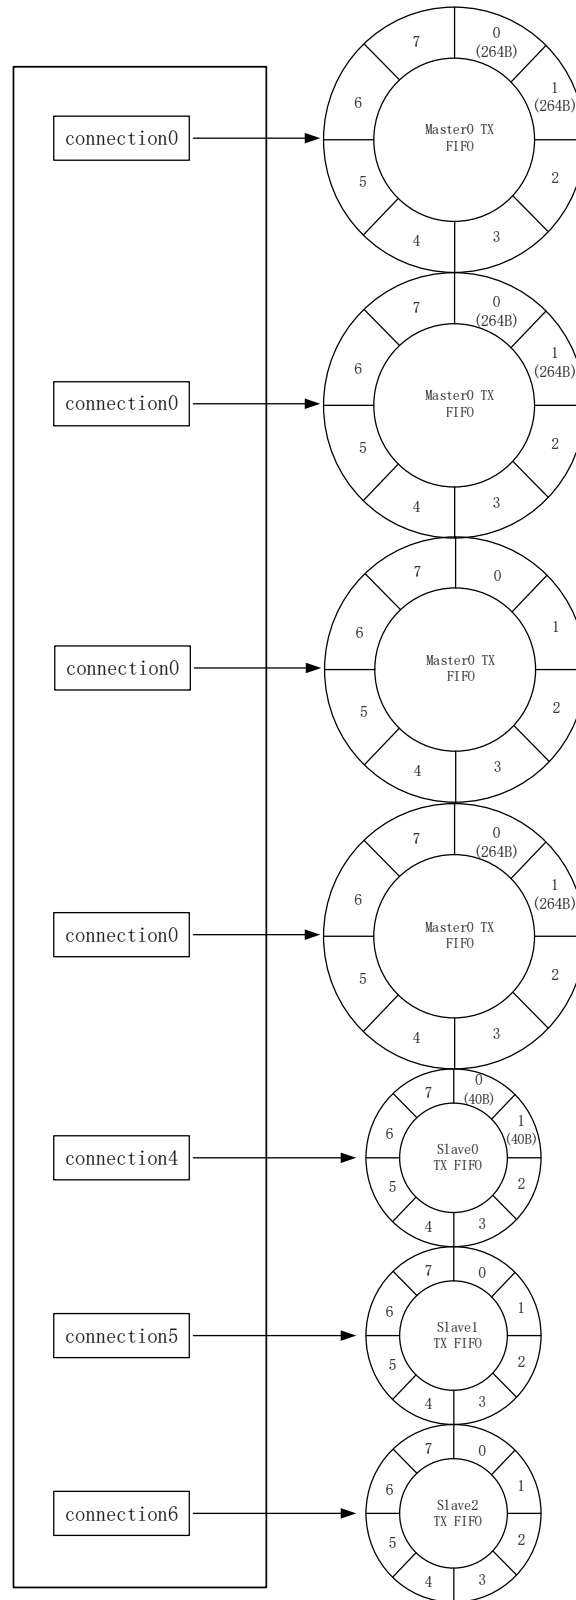 7
0
(264B)
1
(264B)
6
connection0
Master0 TX
FIFO
5
2
4
3
7
0
(264B)
1
(264B)
6
connection0
Master0 TX
FIFO
5
2
4
3
7
0
1
6
connection0
Master0 TX
FIFO
5
2
4
3
7
0
(264B)
1
(264B)
6
connection0
Master0 TX
FIFO
5
2
4
3
7
0
(40B)
1
(40B)
6
connection4
Slave0
TX FIFO
5
2
4
3
7
0
1
6
connection5
Slave1
TX FIFO
5
2
4
3
7
0
1
6
connection6
Slave2
TX FIFO
5
2
4
3